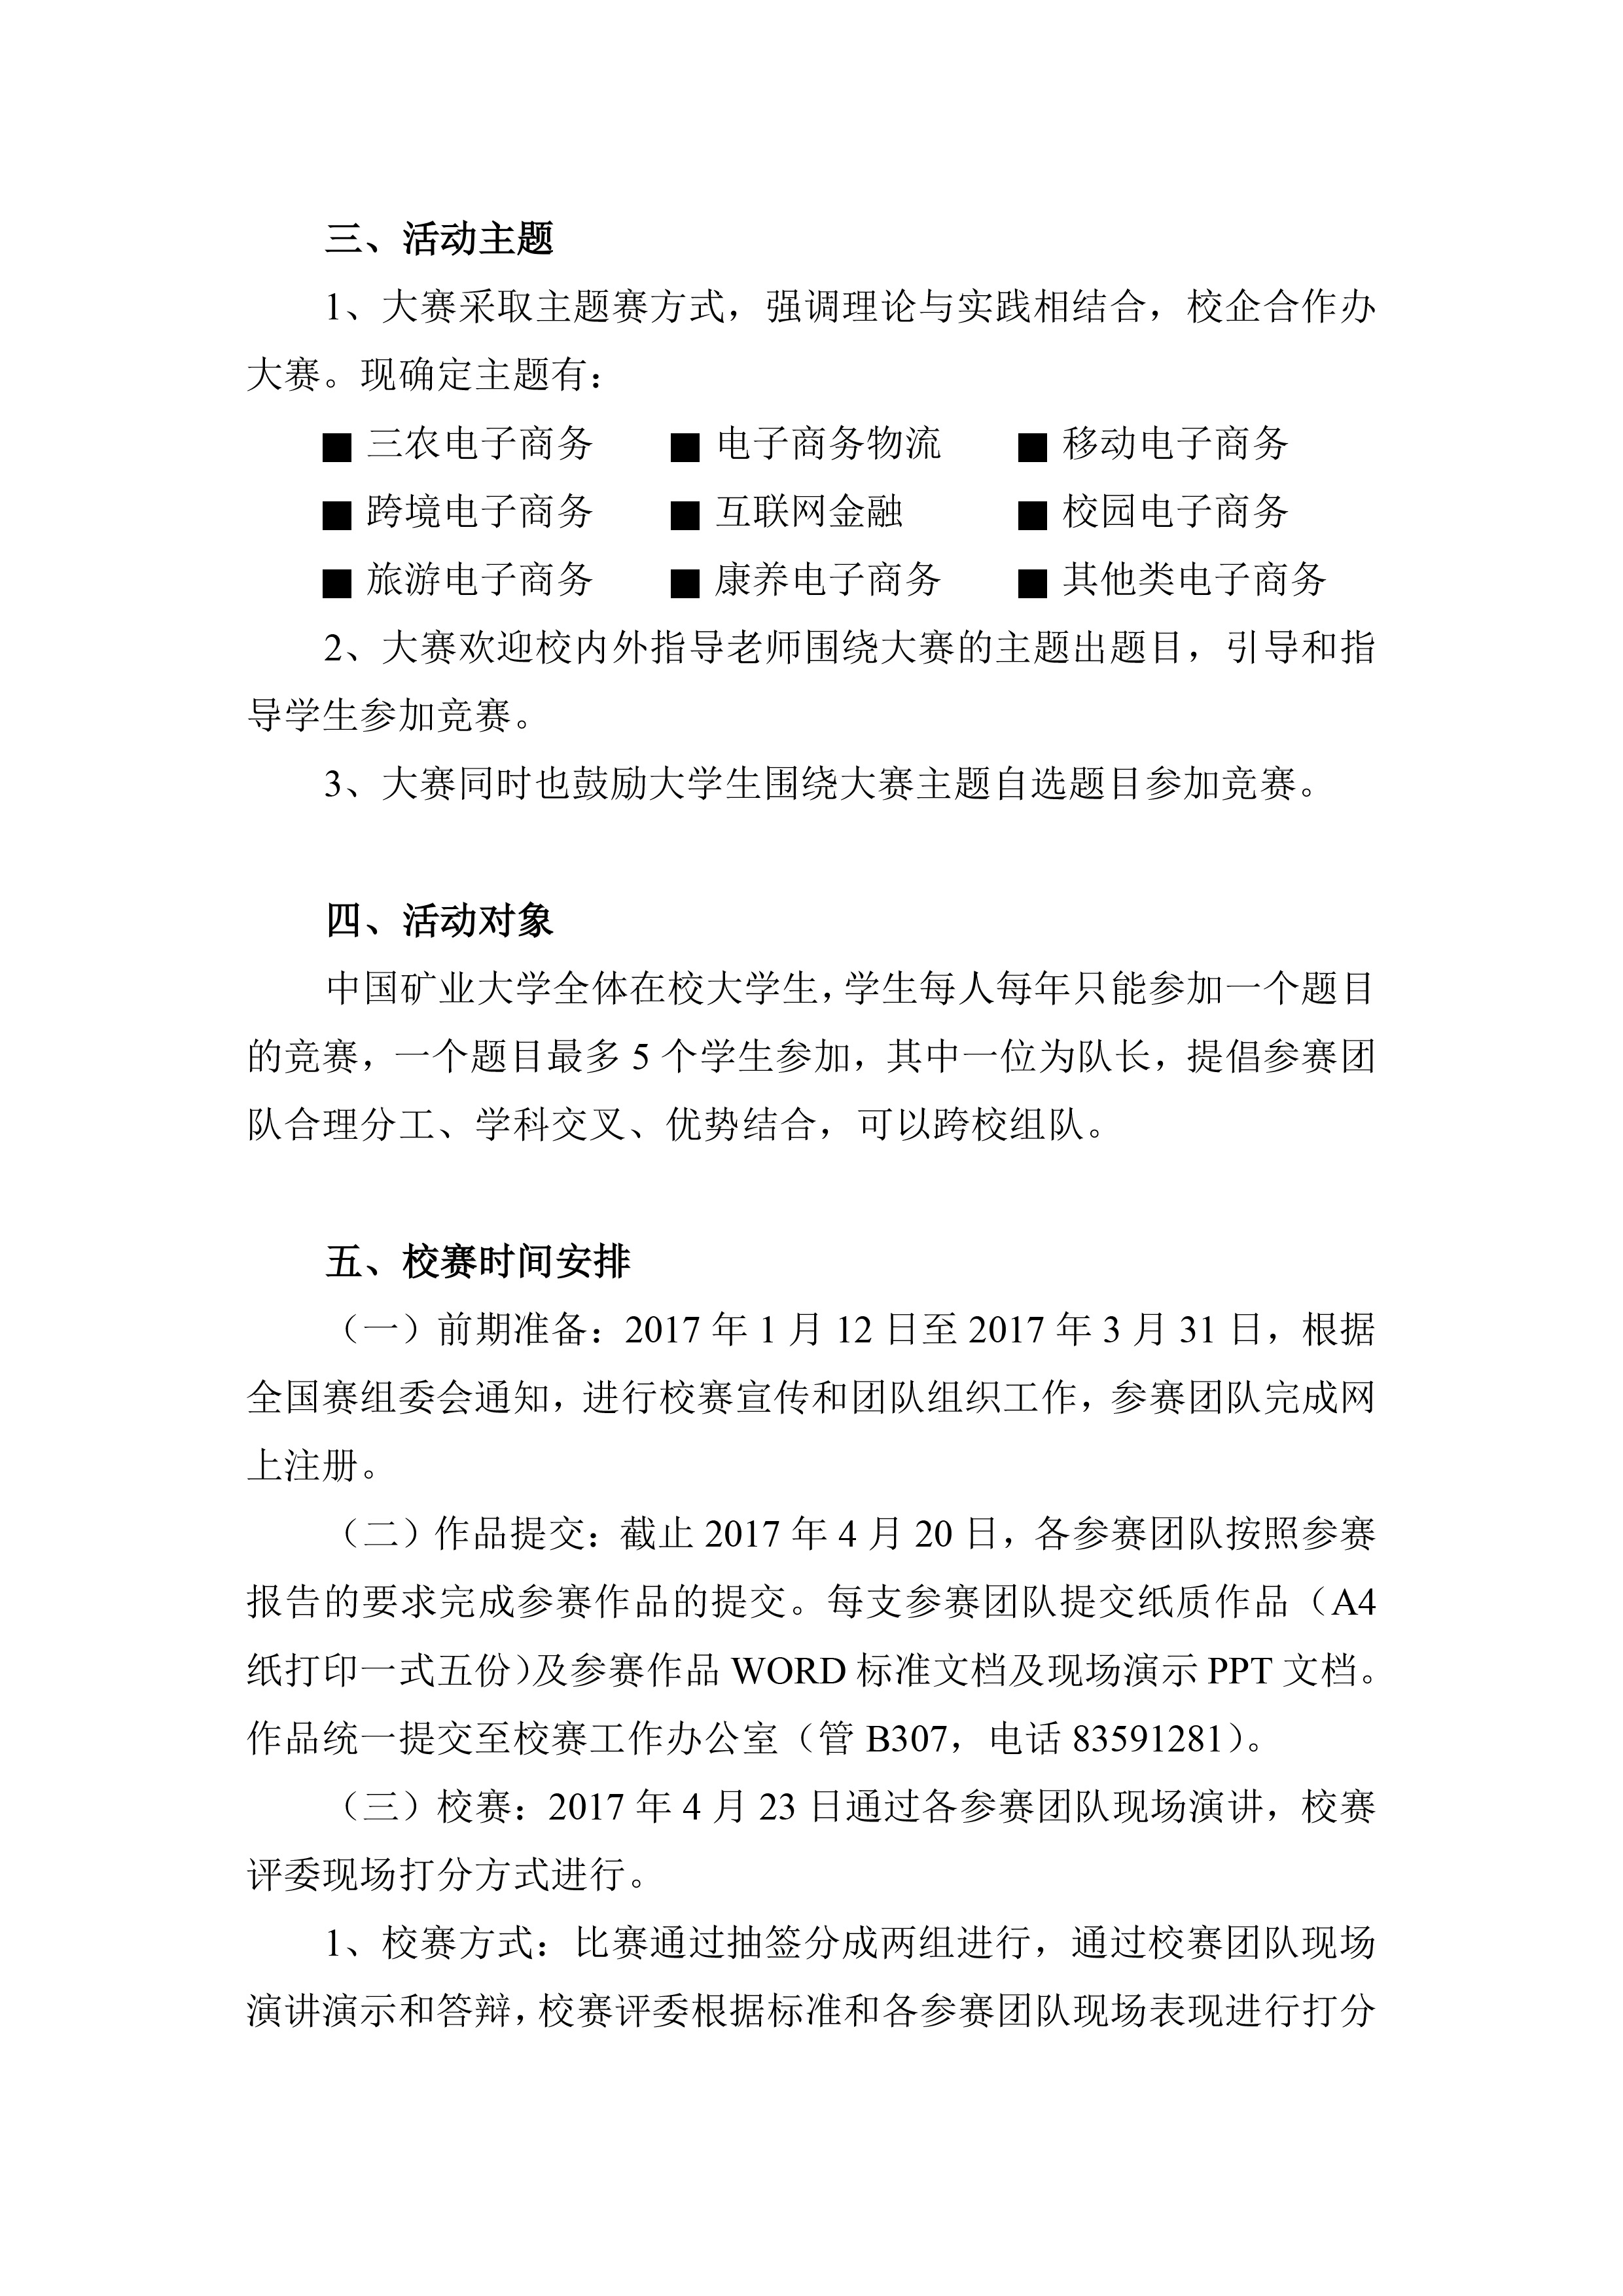 三、活动主题
1、大赛采取主题赛方式，强调理论与实践相结合，校企合作办
大赛。现确定主题有：
■ 三农电子商务 ■ 电子商务物流 ■ 移动电子商务
■ 跨境电子商务 ■ 互联网金融 ■ 校园电子商务
■ 旅游电子商务 ■ 康养电子商务 ■ 其他类电子商务
2、大赛欢迎校内外指导老师围绕大赛的主题出题目，引导和指
导学生参加竞赛。
3、大赛同时也鼓励大学生围绕大赛主题自选题目参加竞赛。
四、活动对象
中国矿业大学全体在校大学生，学生每人每年只能参加一个题目
的竞赛，一个题目最多 5 个学生参加，其中一位为队长，提倡参赛团
队合理分工、学科交叉、优势结合，可以跨校组队。
五、校赛时间安排
（一）前期准备：2017 年 1 月 12 日至 2017 年 3 月 31 日，根据
全国赛组委会通知，进行校赛宣传和团队组织工作，参赛团队完成网
上注册。
（二）作品提交：截止 2017 年 4 月 20 日，各参赛团队按照参赛
报告的要求完成参赛作品的提交。每支参赛团队提交纸质作品（A4
纸打印一式五份）及参赛作品 WORD 标准文档及现场演示 PPT 文档。
作品统一提交至校赛工作办公室（管 B307，电话 83591281）。
（三）校赛：2017 年 4 月 23 日通过各参赛团队现场演讲，校赛
评委现场打分方式进行。
1、校赛方式：比赛通过抽签分成两组进行，通过校赛团队现场
演讲演示和答辩，校赛评委根据标准和各参赛团队现场表现进行打分